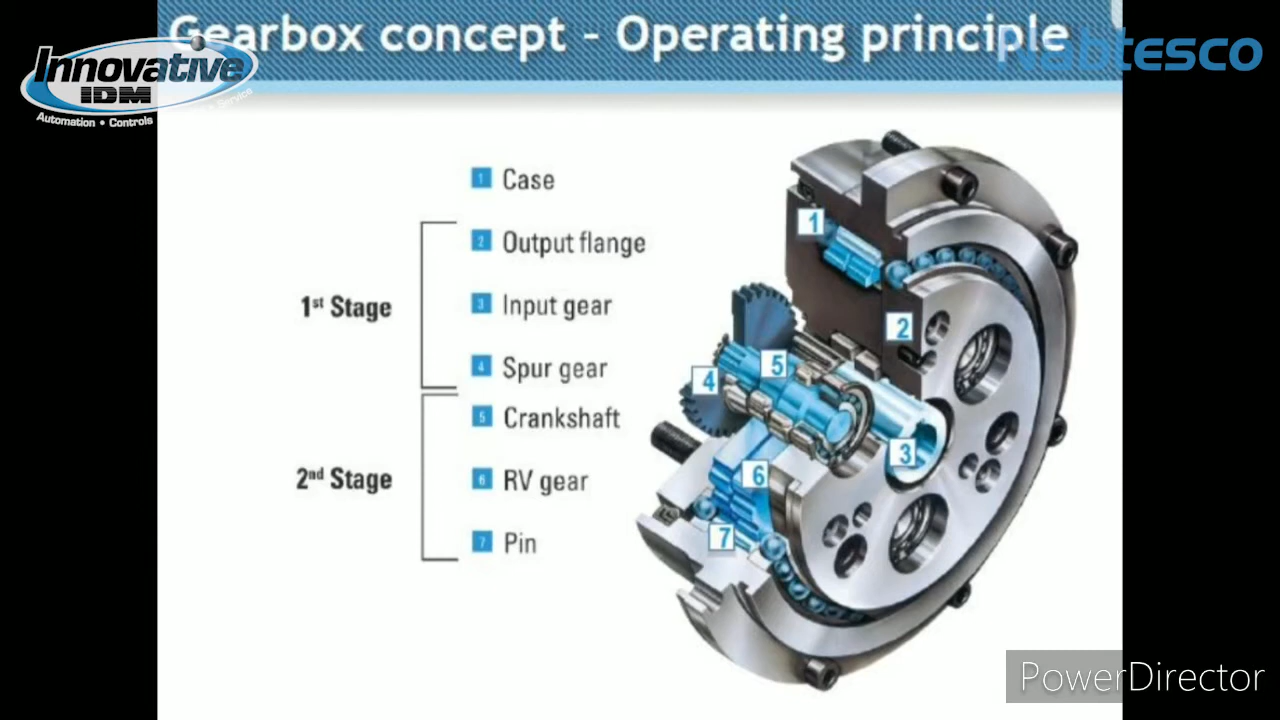 Gearbox concept - Operating principle
Nabtesco
Innovative
IDM
Automation • Controls
Service
1 Case
2 Output flange
1st Stage
3 Input gear
4 Spur gear
5 Crankshaft
2nd Stage
6 RV gear
7 Pin
1
2
5
4
3
6
7
PowerDirector